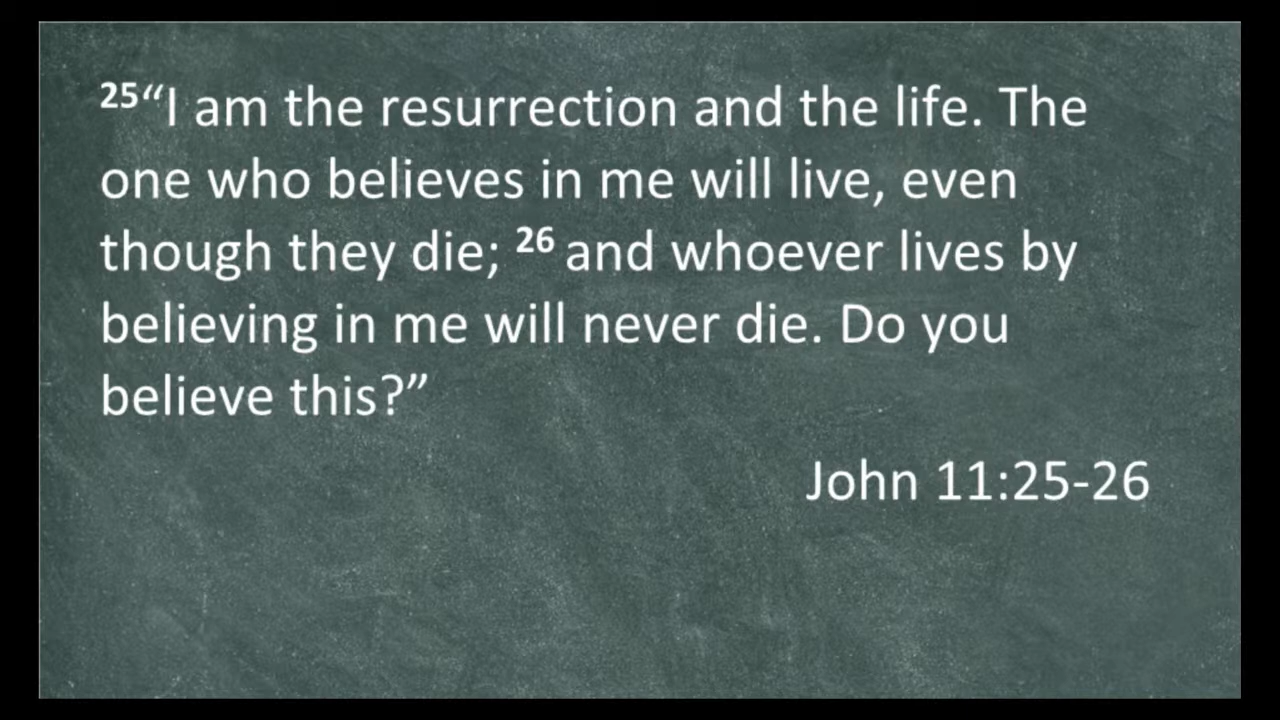 25“I am the resurrection and the life. The
one who believes in me will live, even
though they die; 26 and whoever lives by
believing in me will never die. Do you
believe this?”
John 11:25-26